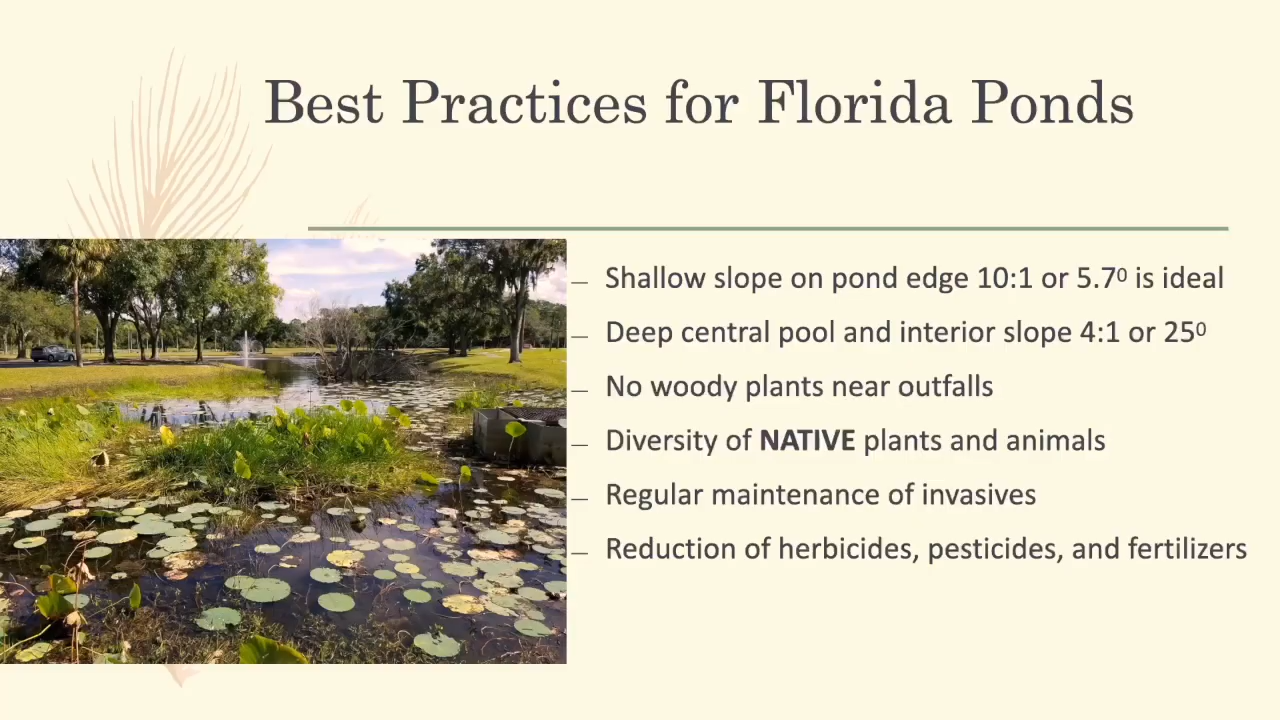 Best Practices for Florida Ponds
– Shallow slope on pond edge 10:1 or 5.7⁰ is ideal
– Deep central pool and interior slope 4:1 or 25⁰
– No woody plants near outfalls
– Diversity of NATIVE plants and animals
– Regular maintenance of invasives
– Reduction of herbicides, pesticides, and fertilizers